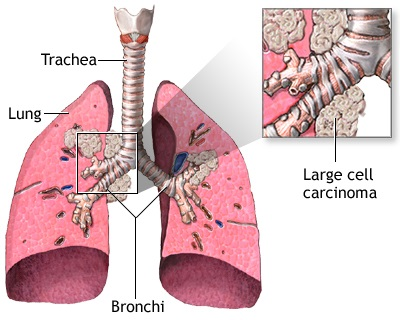 Trachea
Lung
Large cell
carcinoma
Bronchi